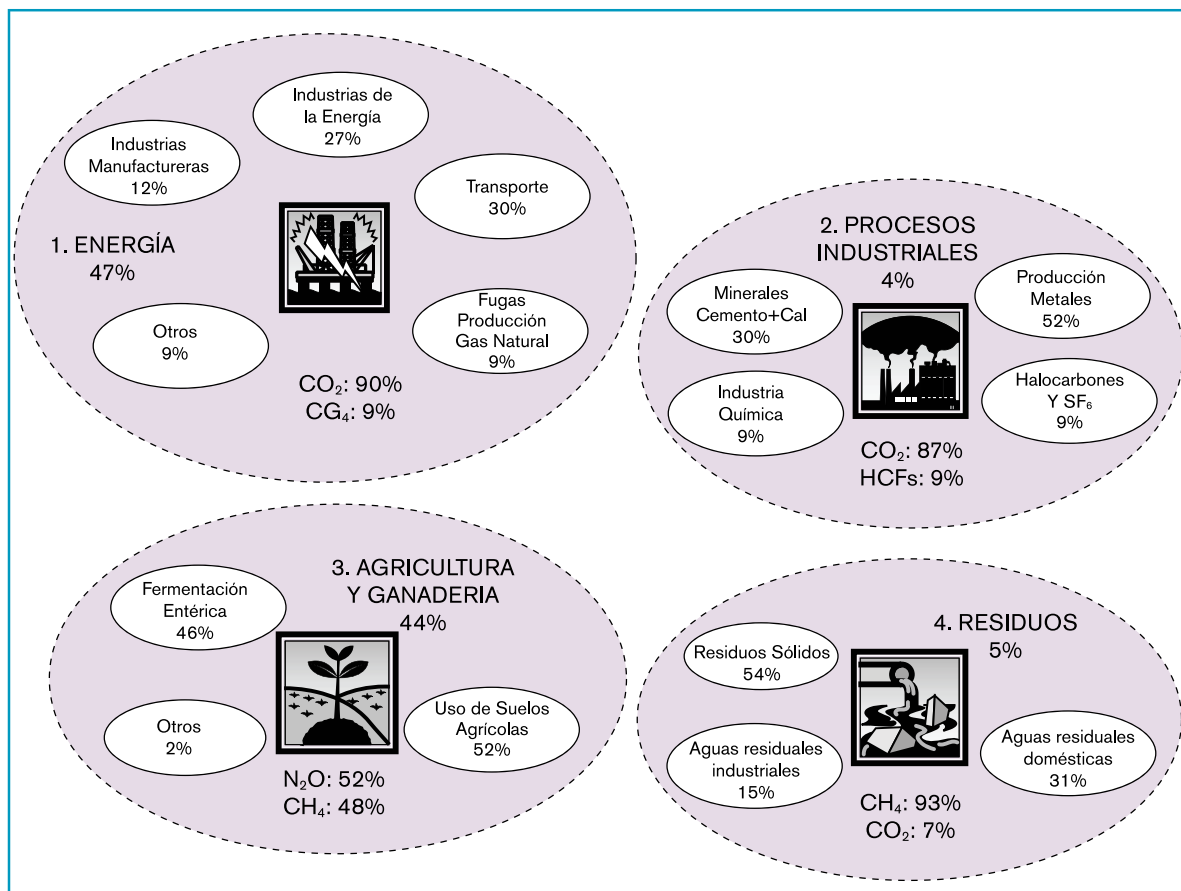 1. ENERGÍA
47%
Industrias
Manufactureras
12%
Industrias de
la Energía
27%
Transporte
30%
Otros
9%
Fugas
Producción
Gas Natural
9%
CO₂: 90%
CG₄: 9%
2. PROCESOS
INDUSTRIALES
4%
Minerales
Cemento+Cal
30%
Producción
Metales
52%
Industria
Química
9%
Halocarbones
Y SF₆
9%
CO₂: 87%
HCFs: 9%
3. AGRICULTURA
Y GANADERIA
44%
Fermentación
Entérica
46%
Otros
2%
Uso de Suelos
Agrícolas
52%
N₂O: 52%
CH₄: 48%
4. RESIDUOS
5%
Residuos Sólidos
54%
Aguas residuales
industriales
15%
Aguas residuales
domésticas
31%
CH₄: 93%
CO₂: 7%